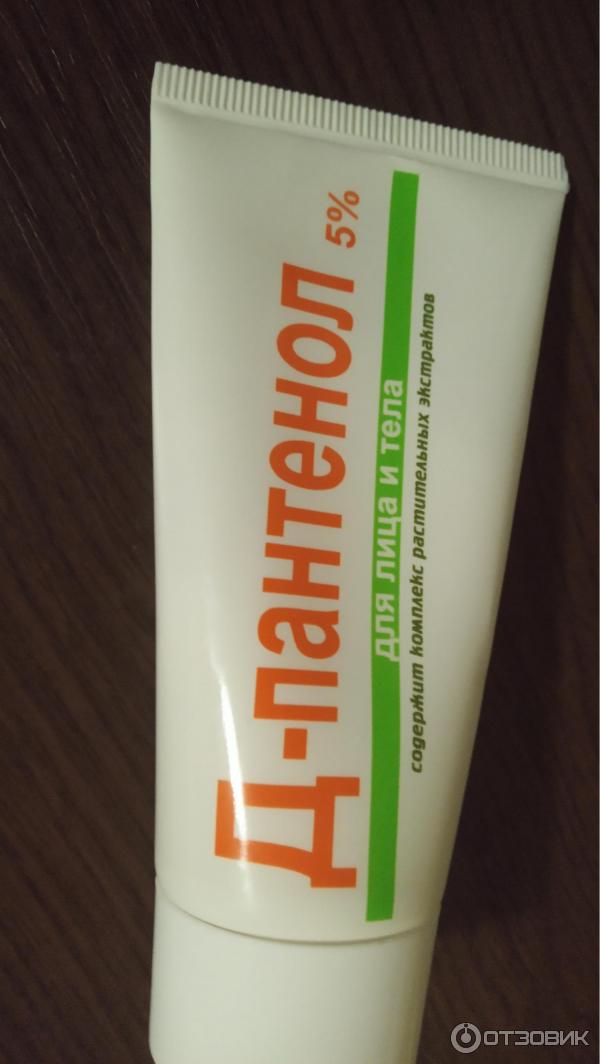 Д-пантенол 5%
для лица и тела
содержит комплекс растительных экстрактов
ОТЗОВИК